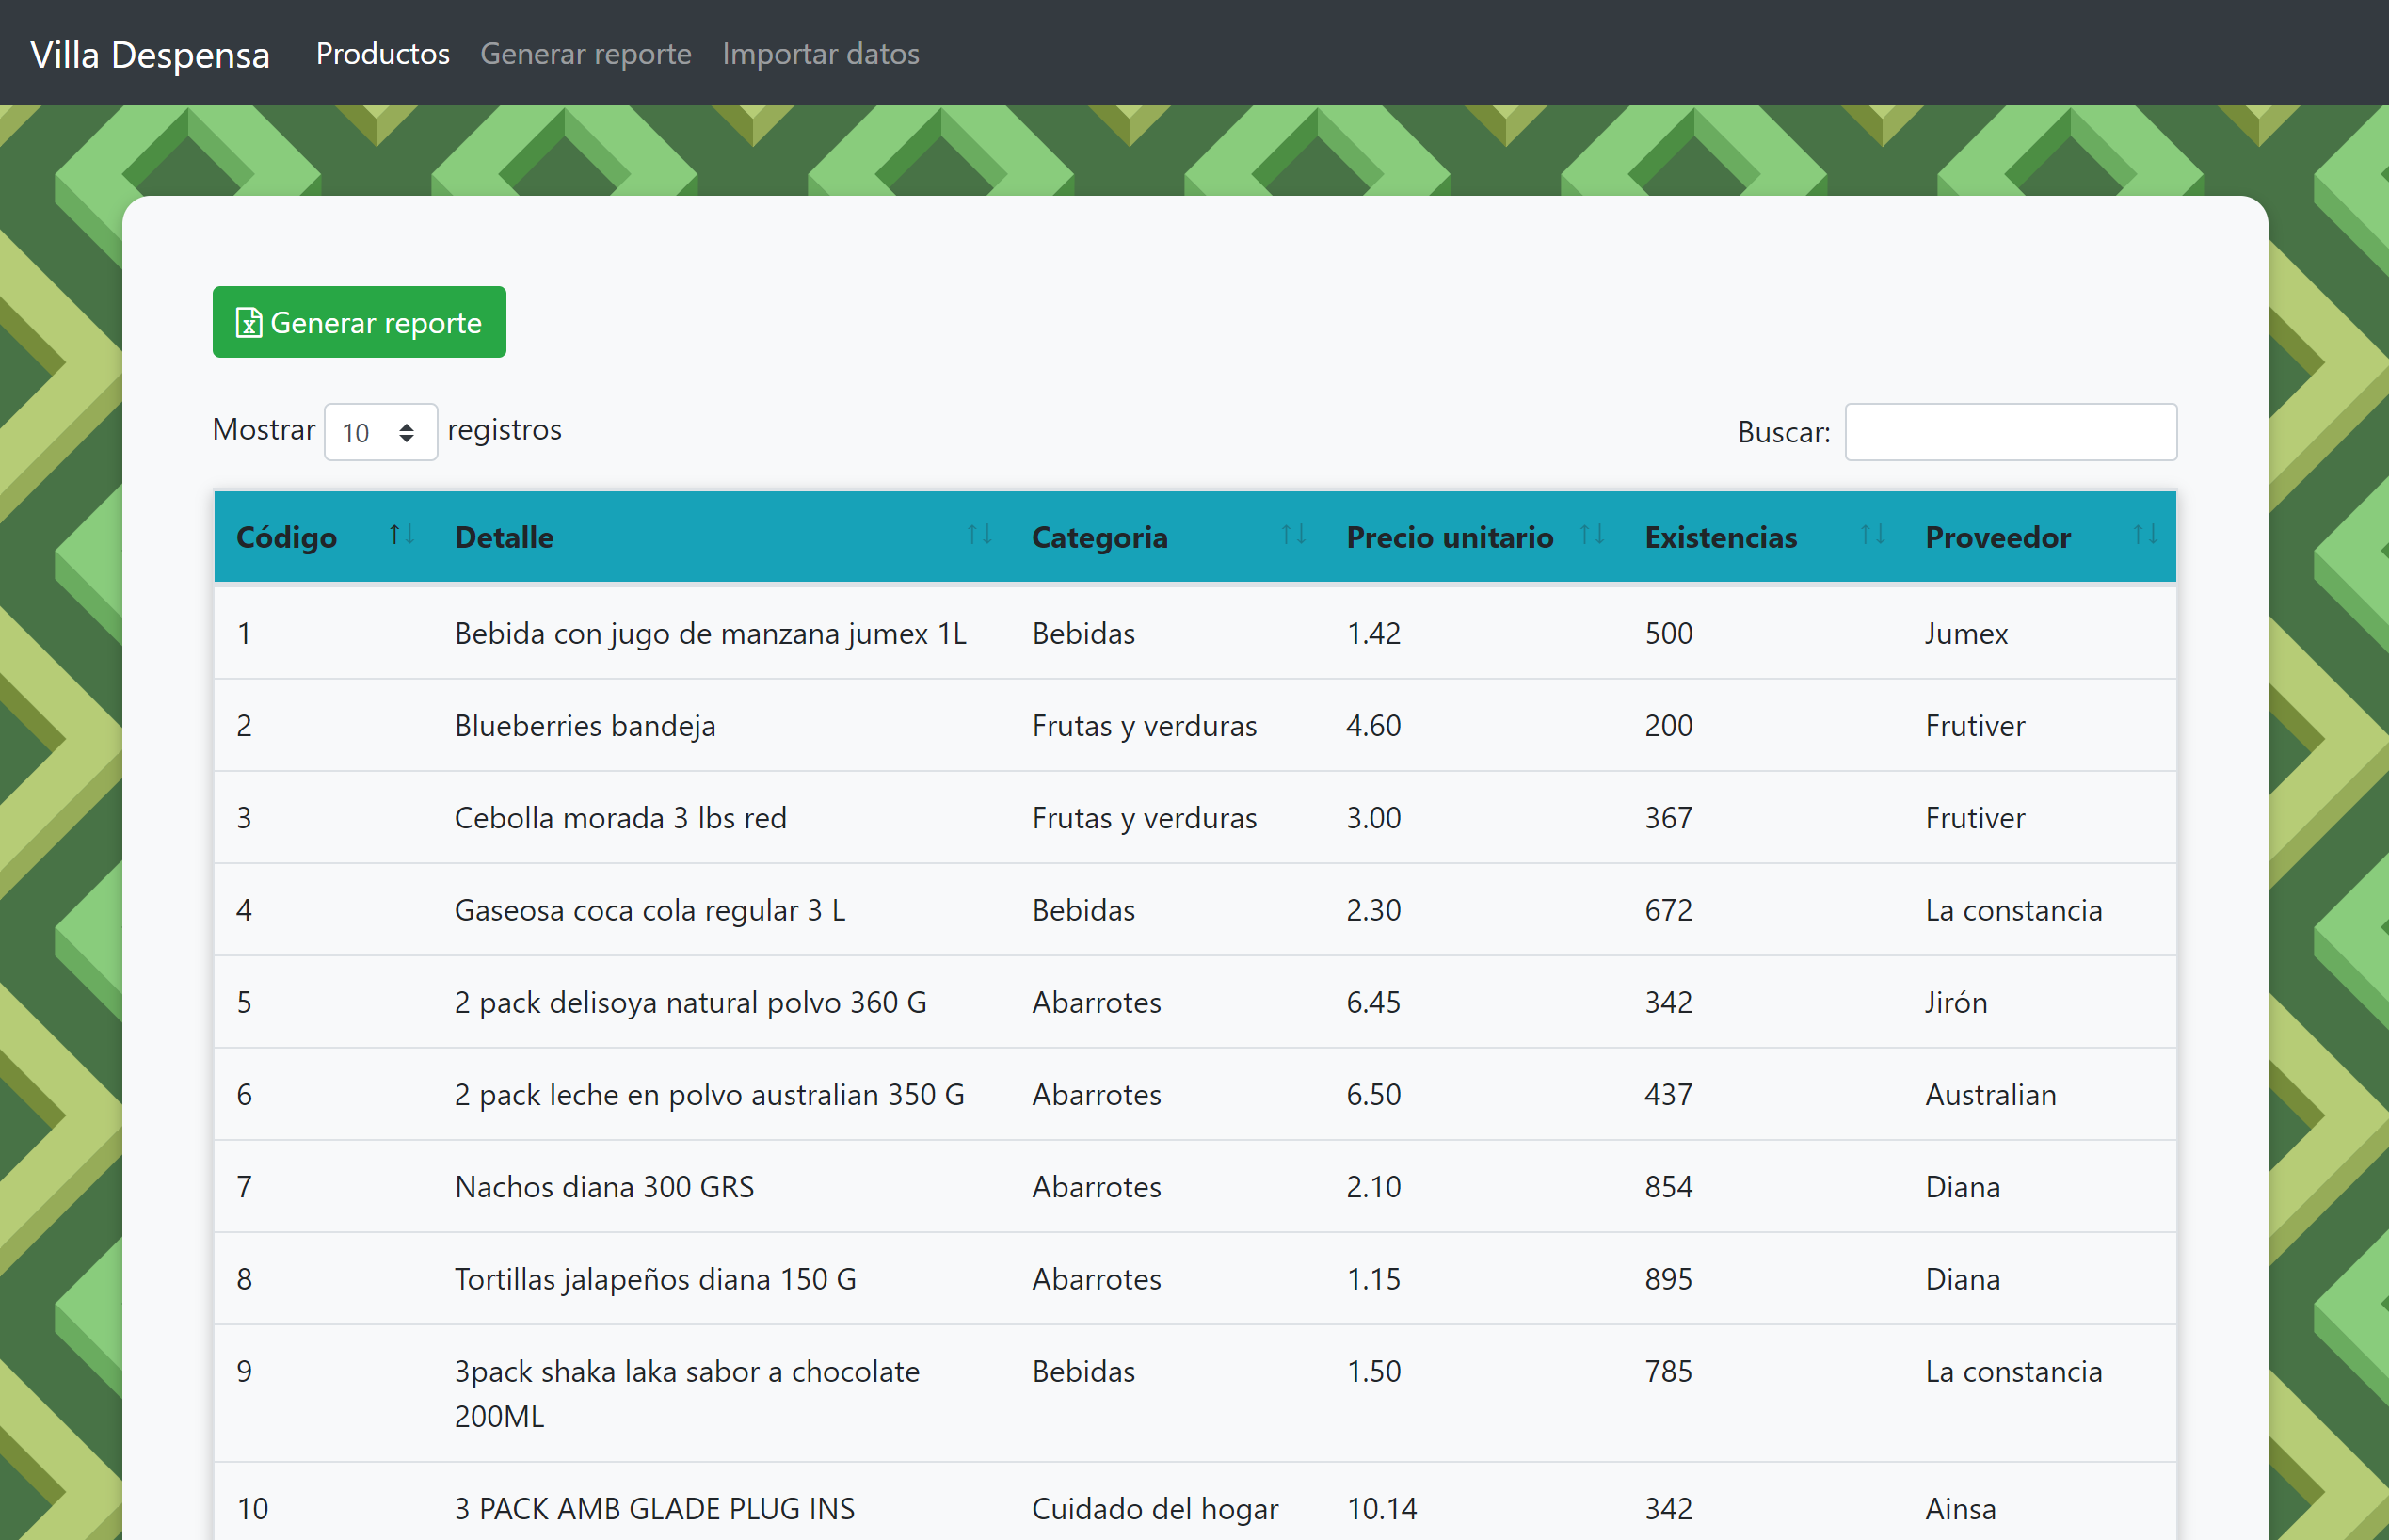 Villa Despensa Productos Generar reporte Importar datos
Generar reporte
Mostrar 10 registros Buscar:
Código Detalle Categoria Precio unitario Existencias Proveedor
1 Bebida con jugo de manzana jumex 1L Bebidas 1.42 500 Jumex
2 Blueberries bandeja Frutas y verduras 4.60 200 Frutiver
3 Cebolla morada 3 lbs red Frutas y verduras 3.00 367 Frutiver
4 Gaseosa coca cola regular 3 L Bebidas 2.30 672 La constancia
5 2 pack delisoya natural polvo 360 G Abarrotes 6.45 342 Jirón
6 2 pack leche en polvo australian 350 G Abarrotes 6.50 437 Australian
7 Nachos diana 300 GRS Abarrotes 2.10 854 Diana
8 Tortillas jalapeños diana 150 G Abarrotes 1.15 895 Diana
9 3pack shaka laka sabor a chocolate Bebidas 1.50 785 La constancia
200ML
10 3 PACK AMB GLADE PLUG INS Cuidado del hogar 10.14 342 Ainsa